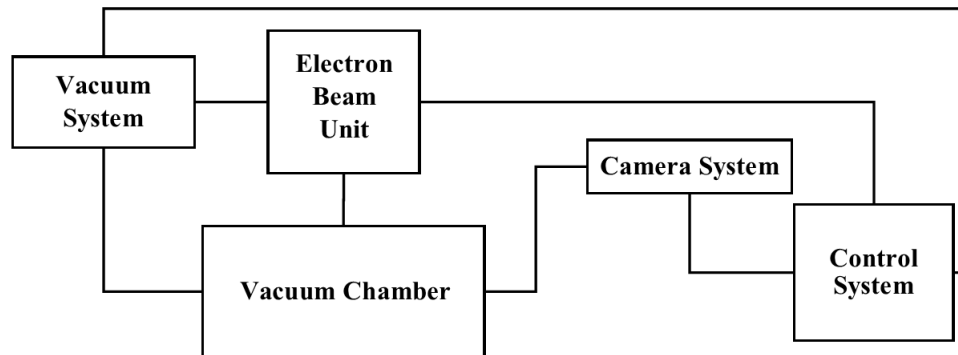 Vacuum
System
Electron
Beam
Unit
Camera System
Vacuum Chamber
Control
System